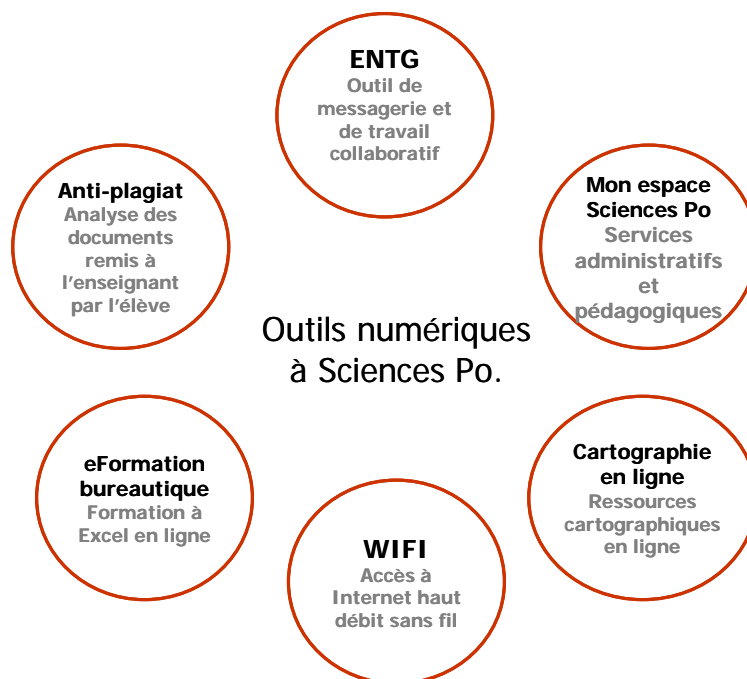 ENTG
Outil de
messagerie et
de travail
collaboratif
Anti-plagiat
Analyse des
documents
remis à
l'enseignant
par l'élève
Mon espace
Sciences Po
Services
administratifs
et
pédagogiques
Outils numériques
à Sciences Po.
eFormation
bureautique
Formation à
Excel en ligne
WIFI
Accès à
Internet haut
débit sans fil
Cartographie
en ligne
Ressources
cartographiques
en ligne